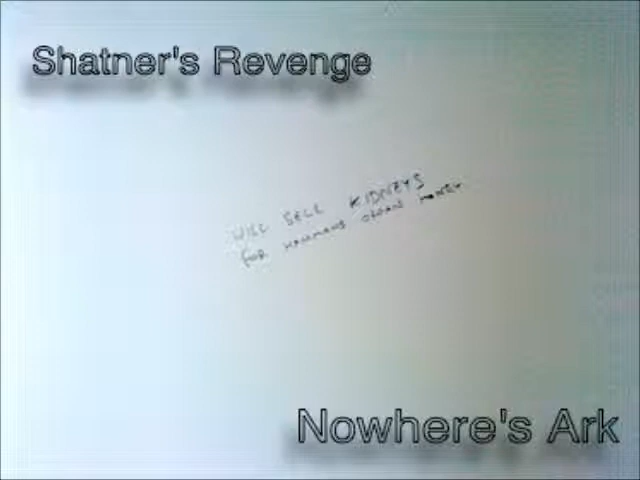 Shatner's Revenge
WILL SELL KIDNEYS
FOR HAMMOND ORGAN MONEY
Nowhere's Ark